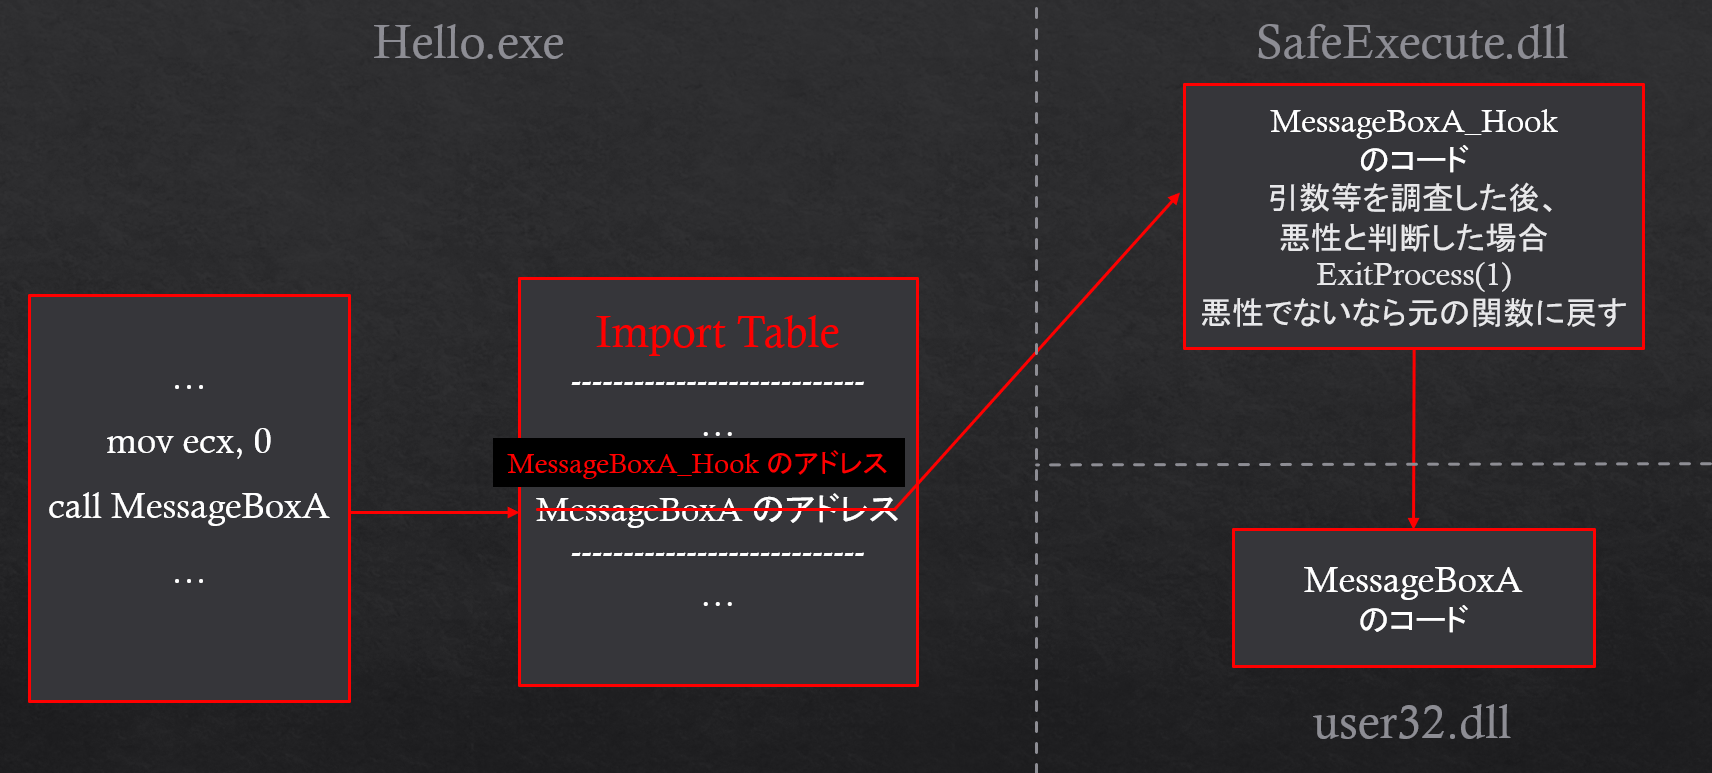 Hello.exe
...
mov ecx, 0
call MessageBoxA
...
Import Table
----------------------------
...
MessageBoxA_Hook のアドレス
MessageBoxA のアドレス
----------------------------
...
SafeExecute.dll
MessageBoxA_Hook
のコード
引数等を調査した後、
悪性と判断した場合
ExitProcess(1)
悪性でないなら元の関数に戻す
MessageBoxA
のコード
user32.dll